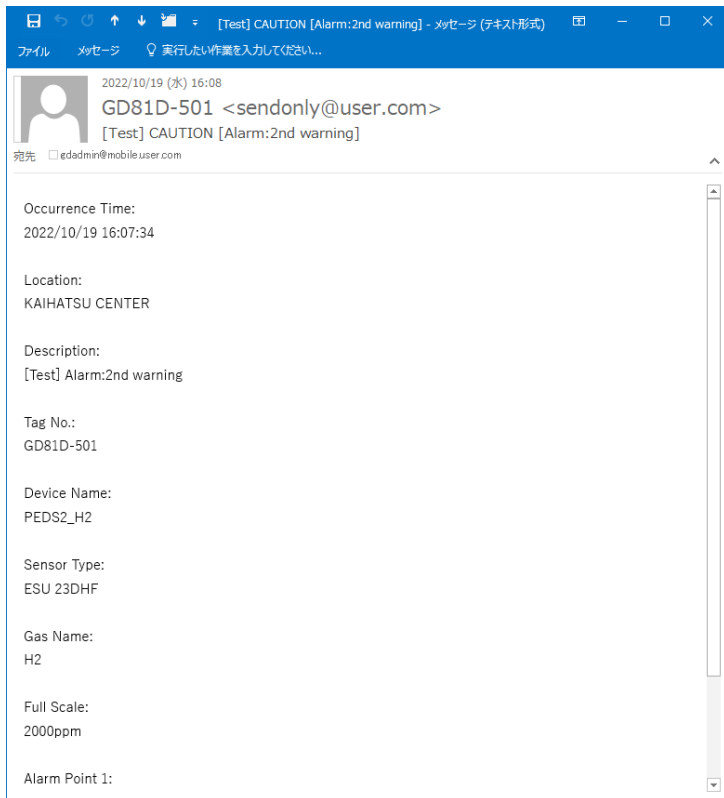 [Test] CAUTION [Alarm:2nd warning] - メッセージ (テキスト形式)
ファイル メッセージ 実行したい作業を入力してください...
2022/10/19 (水) 16:08
GD81D-501 <sendonly@user.com>
[Test] CAUTION [Alarm:2nd warning]
宛先 gdadmin@mobile.user.com
Occurrence Time:
2022/10/19 16:07:34
Location:
KAIHATSU CENTER
Description:
[Test] Alarm:2nd warning
Tag No.:
GD81D-501
Device Name:
PEDS2_H2
Sensor Type:
ESU 23DHF
Gas Name:
H2
Full Scale:
2000ppm
Alarm Point 1: